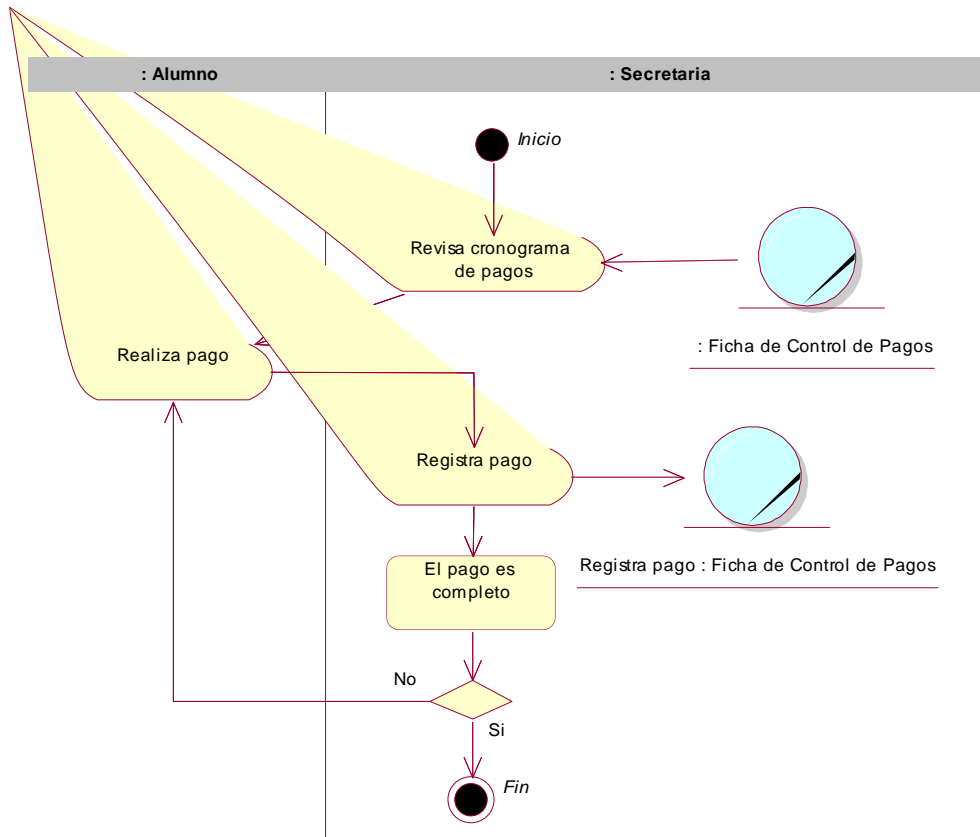 : Alumno
: Secretaria
Inicio
Revisa cronograma
de pagos
: Ficha de Control de Pagos
Realiza pago
Registra pago
Registra pago : Ficha de Control de Pagos
El pago es
completo
No
Si
Fin